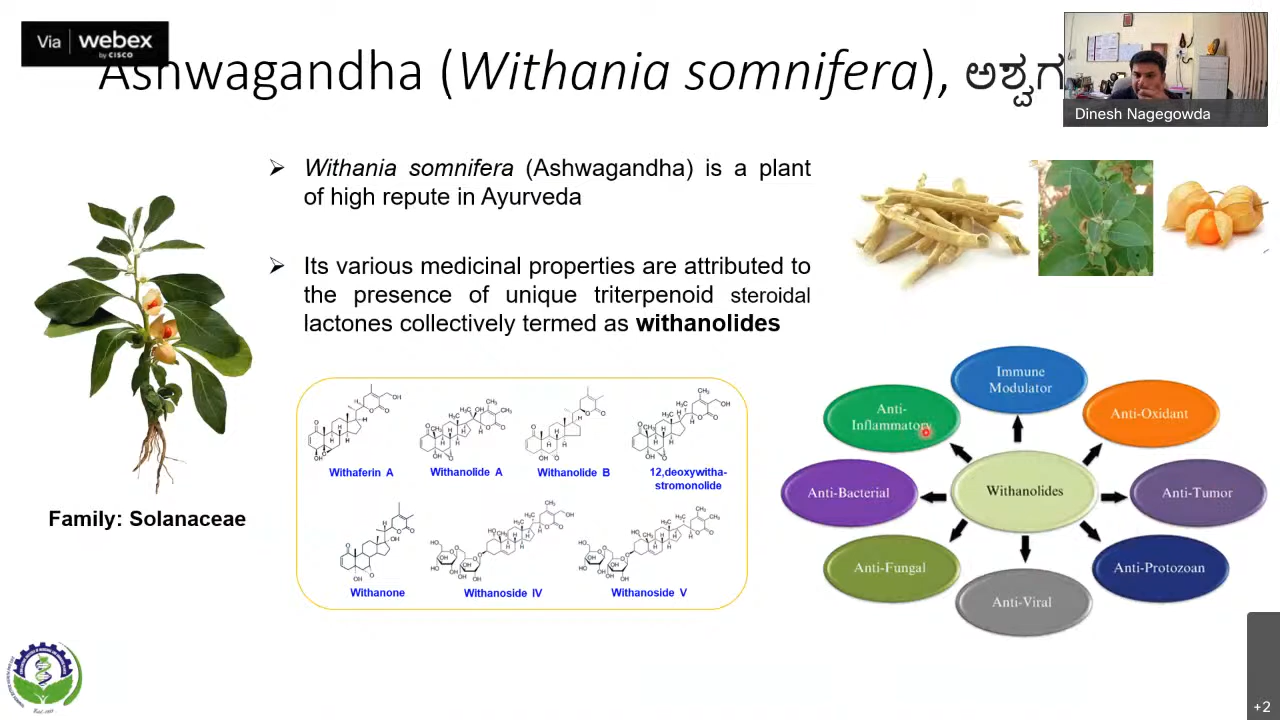 Via webex
by CISCO
Ashwagandha (Withania somnifera), ಅಶ್ವಗ
Dinesh Nagegowda
➢ Withania somnifera (Ashwagandha) is a plant
of high repute in Ayurveda
➢ Its various medicinal properties are attributed to
the presence of unique triterpenoid steroidal
lactones collectively termed as withanolides
Family: Solanaceae
Withaferin A
Withanolide A
Withanolide B
12,deoxywitha-
stromonolide
Withanone
Withanoside IV
Withanoside V
Immune
Modulator
Anti-
Inflammatory
Anti-Oxidant
Anti-Bacterial
Withanolides
Anti-Tumor
Anti-Fungal
Anti-Protozoan
Anti-Viral
+2